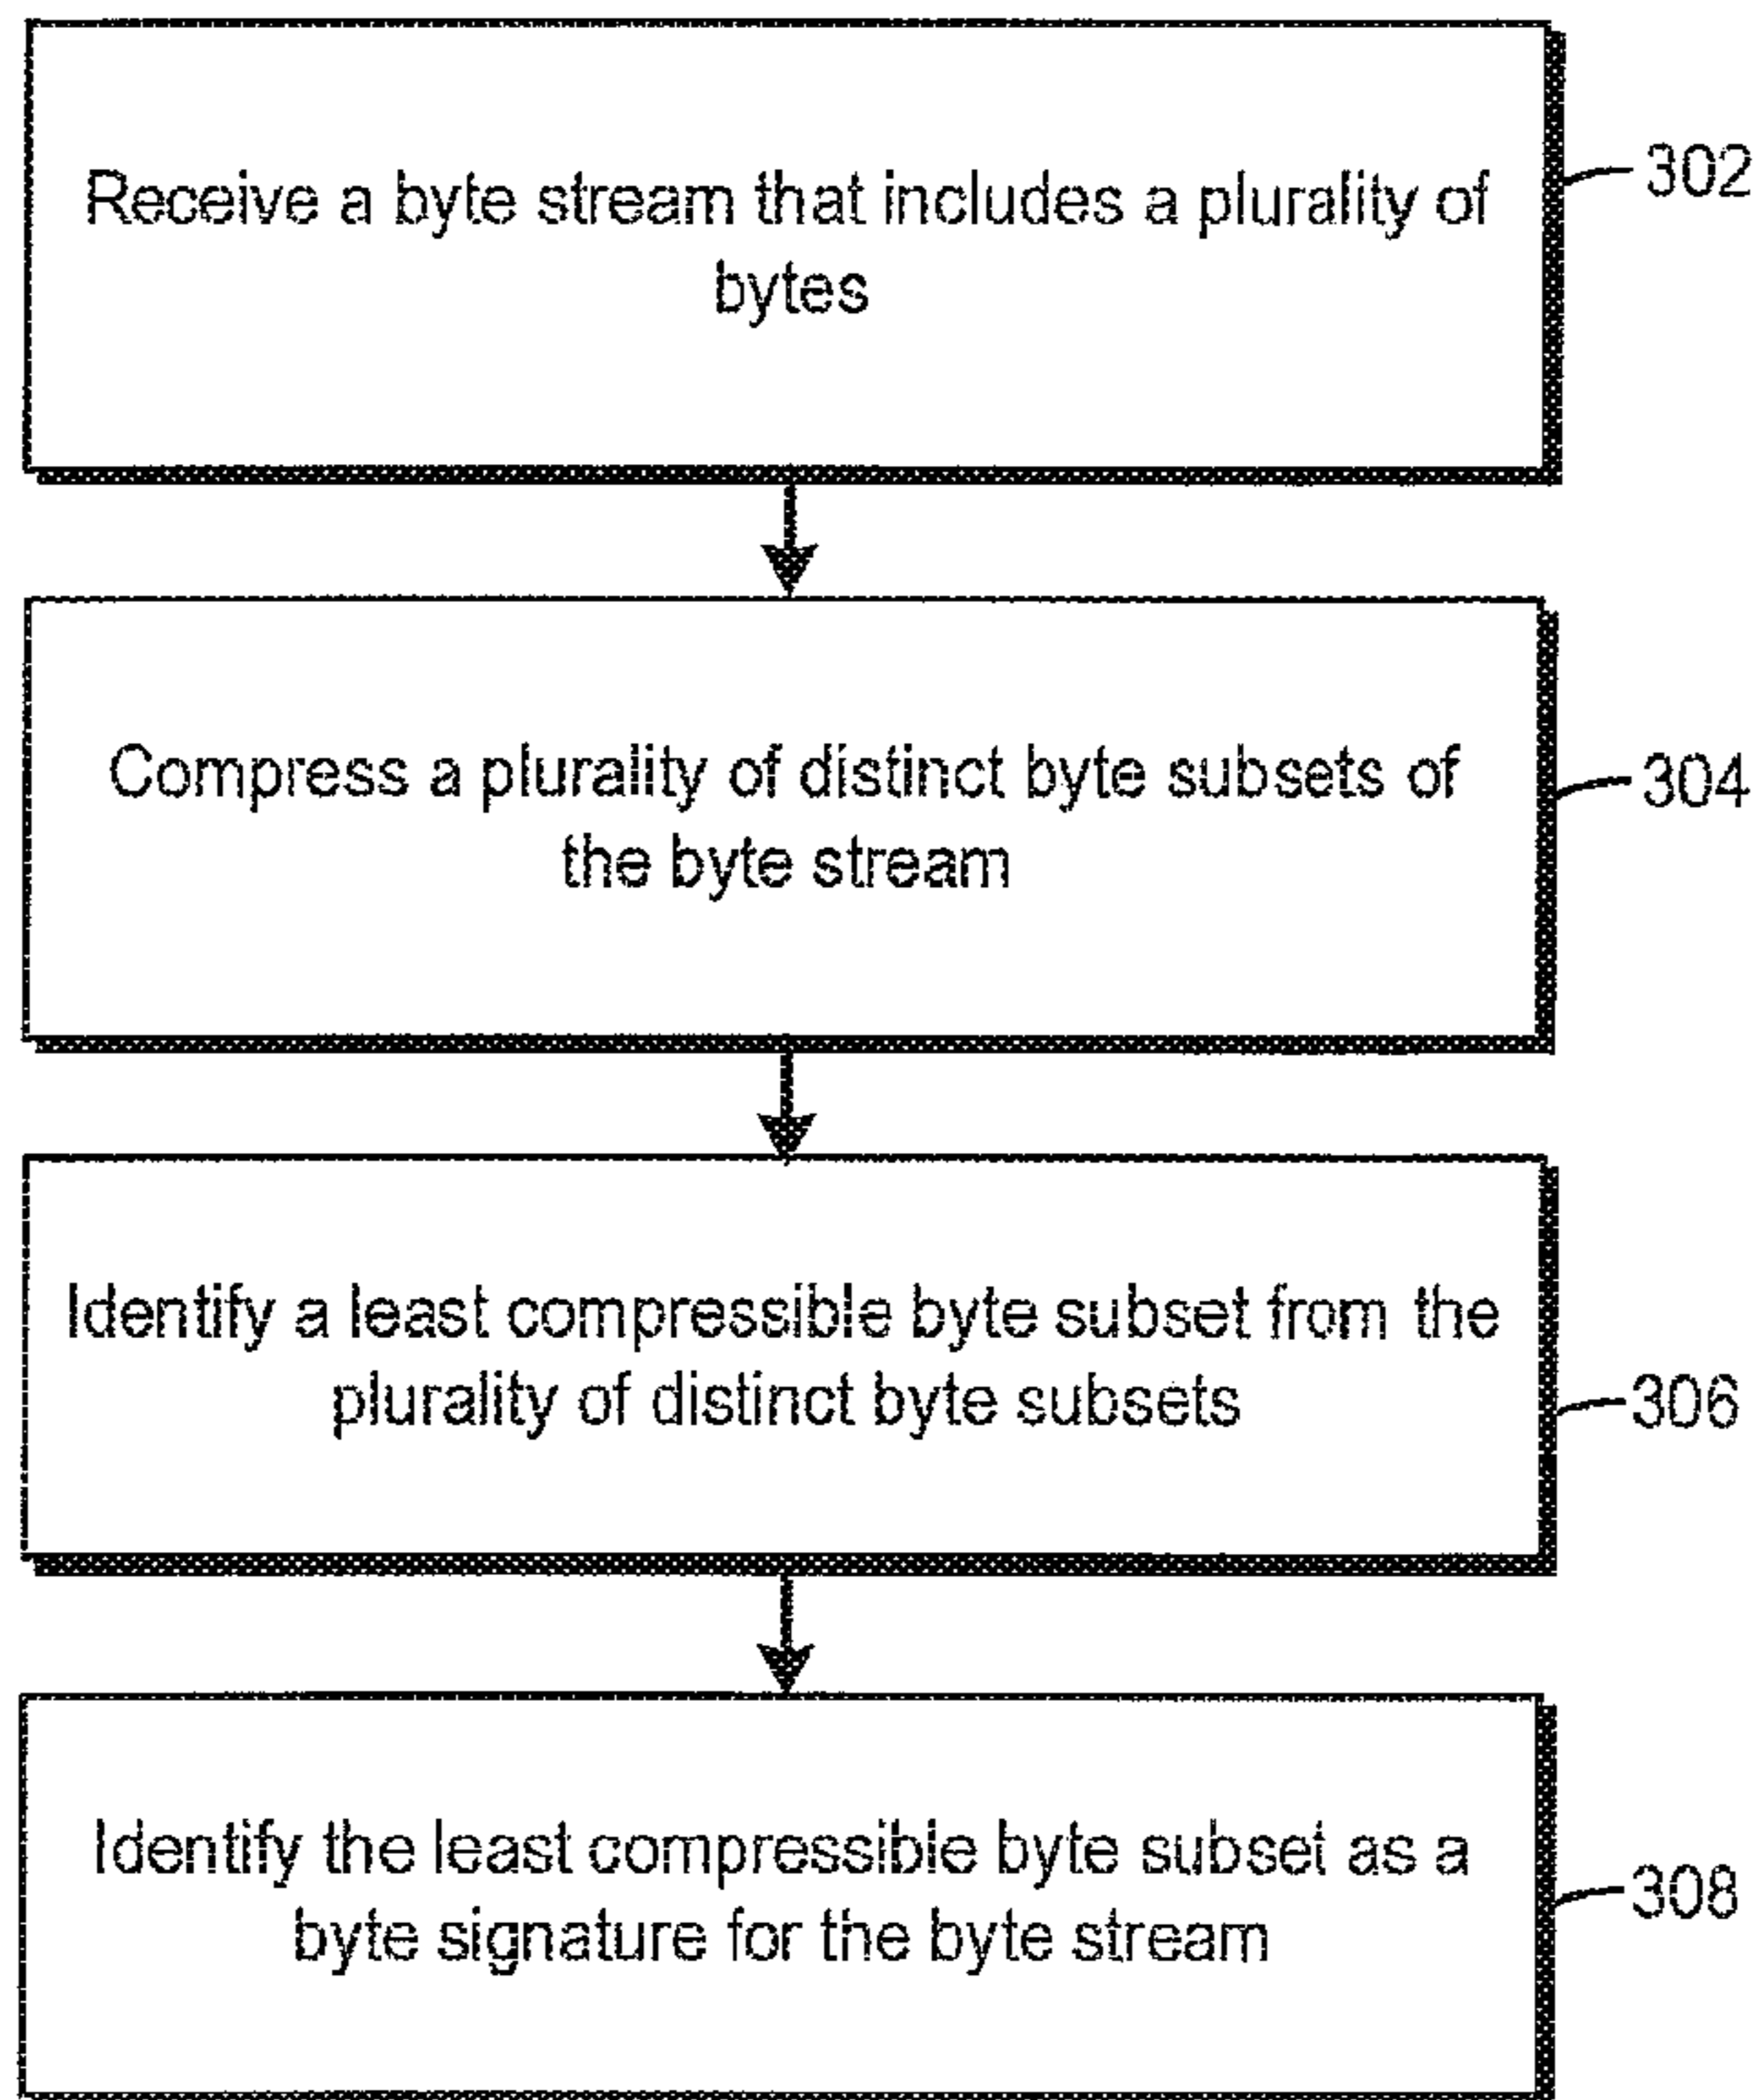 Receive a byte stream that includes a plurality of
bytes
302
Compress a plurality of distinct byte subsets of
the byte stream
304
Identify a least compressible byte subset from the
plurality of distinct byte subsets
306
Identify the least compressible byte subset as a
byte signature for the byte stream
308